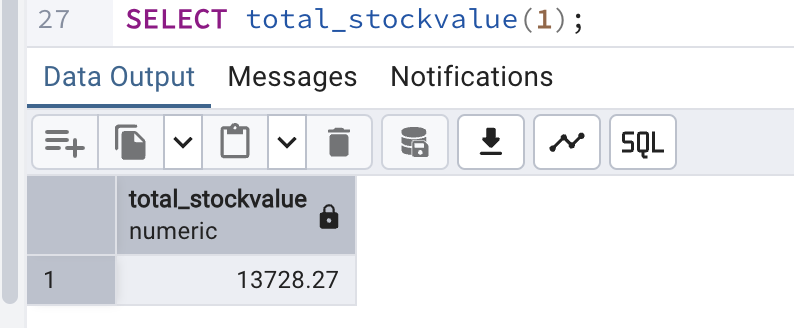 27 SELECT total_stockvalue(1);
Data Output Messages Notifications
SQL
total_stockvalue
numeric
1 13728.27